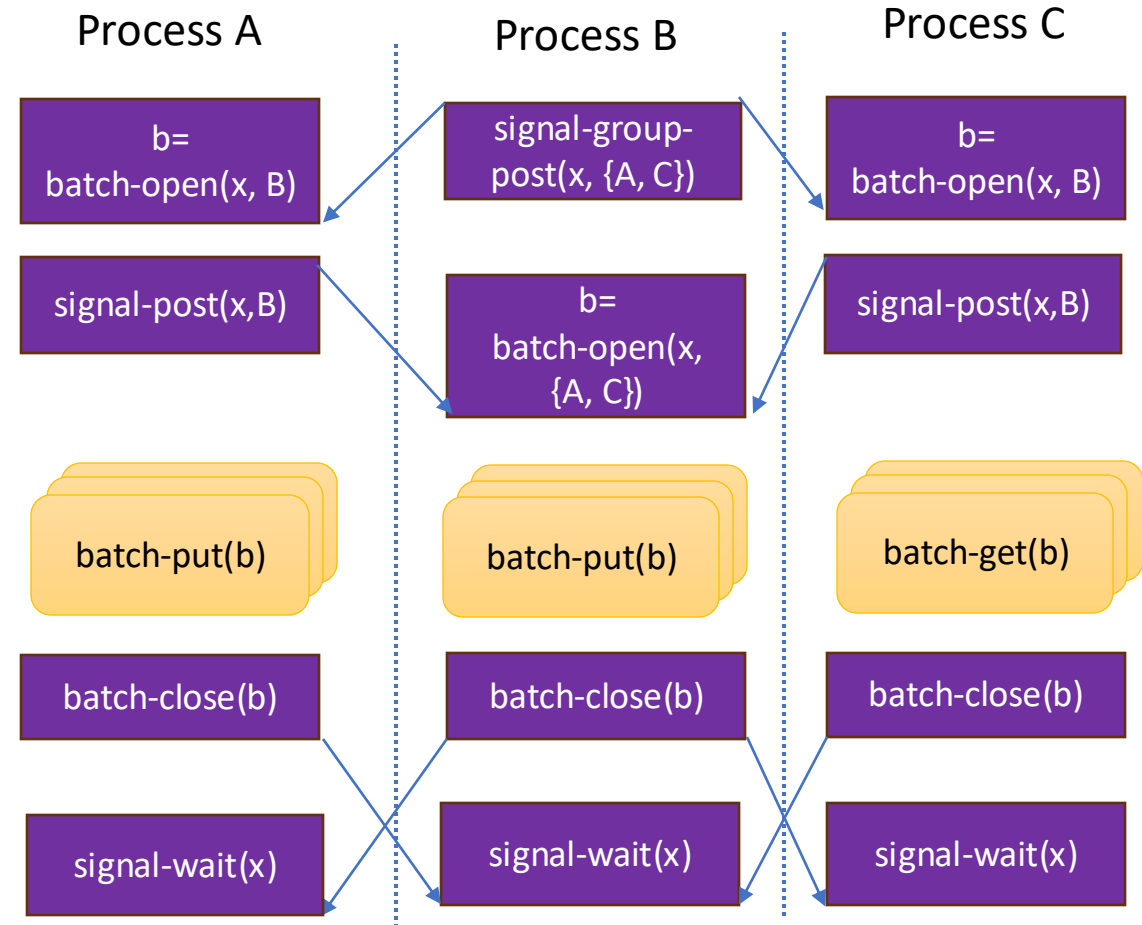 Process A
Process B
Process C
b=
batch-open(x, B)
signal-group-
post(x, {A, C})
b=
batch-open(x, B)
signal-post(x,B)
b=
batch-open(x,
{A, C})
signal-post(x,B)
batch-put(b)
batch-put(b)
batch-get(b)
batch-close(b)
batch-close(b)
batch-close(b)
signal-wait(x)
signal-wait(x)
signal-wait(x)